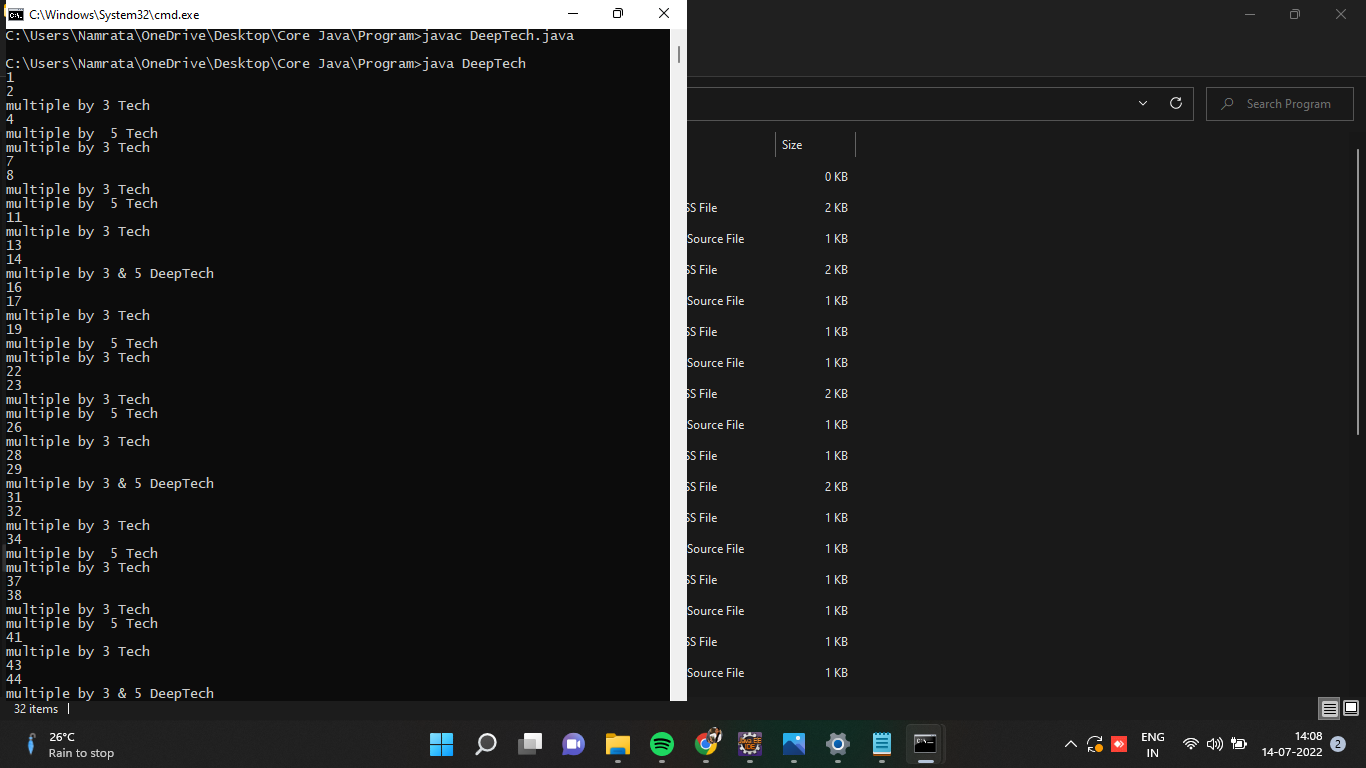 C:\Windows\System32\cmd.exe
C:\Users\Namrata\OneDrive\Desktop\Core Java\Program>javac DeepTech.java
C:\Users\Namrata\OneDrive\Desktop\Core Java\Program>java DeepTech
1
2
multiple by 3 Tech
4
multiple by  5 Tech
multiple by 3 Tech
7
8
multiple by 3 Tech
multiple by  5 Tech
11
multiple by 3 Tech
13
14
multiple by 3 & 5 DeepTech
16
17
multiple by 3 Tech
19
multiple by  5 Tech
multiple by 3 Tech
22
23
multiple by 3 Tech
multiple by  5 Tech
26
multiple by 3 Tech
28
29
multiple by 3 & 5 DeepTech
31
32
multiple by 3 Tech
34
multiple by  5 Tech
multiple by 3 Tech
37
38
multiple by 3 Tech
multiple by  5 Tech
41
multiple by 3 Tech
43
44
multiple by 3 & 5 DeepTech
Search Program
Size
0 KB
SS File 2 KB
Source File 1 KB
SS File 2 KB
Source File 1 KB
SS File 1 KB
Source File 1 KB
SS File 2 KB
Source File 1 KB
SS File 1 KB
SS File 2 KB
SS File 1 KB
Source File 1 KB
SS File 1 KB
Source File 1 KB
SS File 1 KB
Source File 1 KB
32 items
26°C
Rain to stop
ENG
IN
14:08
14-07-2022
2